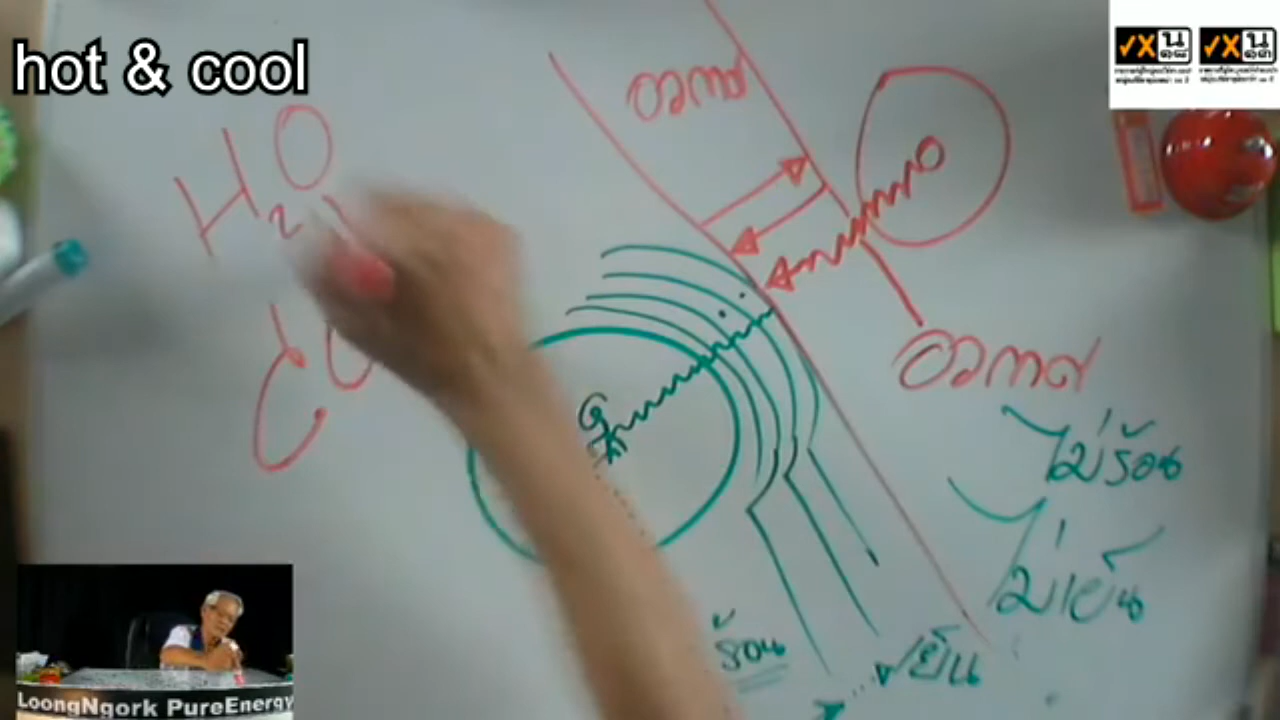 hot & cool
อวกาศ
H₂O
C
อวกาศ
ไม่ร้อน
ไม่เย็น
ร้อน
เย็น
LoongNgork PureEnergy